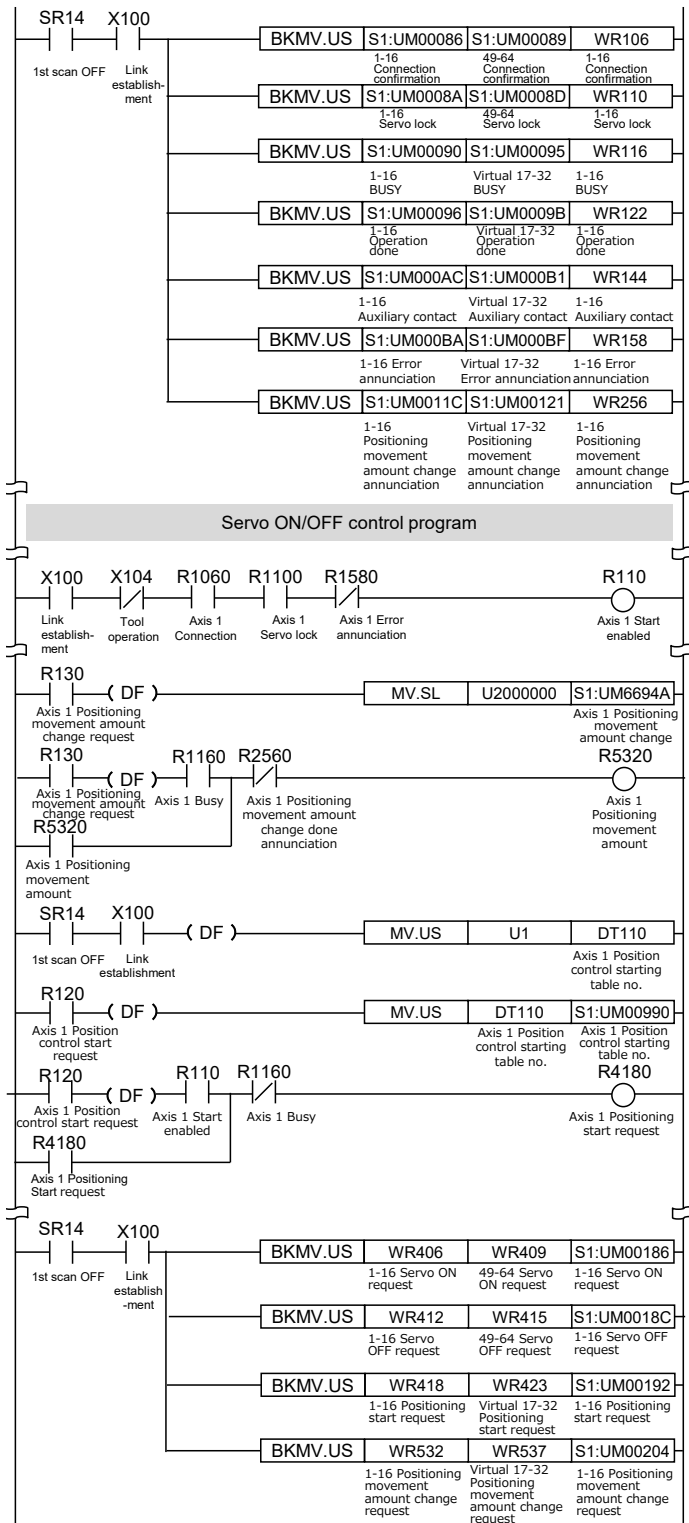 SR14 X100
BKMV.US S1:UM00086 S1:UM00089 WR106
1st scan OFF Link establish-ment
1-16 Connection confirmation 49-64 Connection confirmation 1-16 Connection confirmation
BKMV.US S1:UM0008A S1:UM0008D WR110
1-16 Servo lock 49-64 Servo lock 1-16 Servo lock
BKMV.US S1:UM00090 S1:UM00095 WR116
1-16 BUSY Virtual 17-32 BUSY 1-16 BUSY
BKMV.US S1:UM00096 S1:UM0009B WR122
1-16 Operation done Virtual 17-32 Operation done 1-16 Operation done
BKMV.US S1:UM000AC S1:UM000B1 WR144
1-16 Auxiliary contact Virtual 17-32 Auxiliary contact 1-16 Auxiliary contact
BKMV.US S1:UM000BA S1:UM000BF WR158
1-16 Error annunciation Virtual 17-32 Error annunciation 1-16 Error annunciation
BKMV.US S1:UM0011C S1:UM00121 WR256
1-16 Positioning movement amount change annunciation Virtual 17-32 Positioning movement amount change annunciation 1-16 Positioning movement amount change annunciation
Servo ON/OFF control program
X100 X104 R1060 R1100 R1580 R110
Link establish-ment Tool operation Axis 1 Connection Axis 1 Servo lock Axis 1 Error annunciation Axis 1 Start enabled
R130
( DF ) MV.SL U2000000 S1:UM6694A
Axis 1 Positioning movement amount change request Axis 1 Positioning movement amount change
R130 R1160 R2560 R5320
( DF )
Axis 1 Positioning movement amount change request Axis 1 Busy Axis 1 Positioning movement amount change done annunciation Axis 1 Positioning movement amount
R5320
Axis 1 Positioning movement amount
SR14 X100
( DF ) MV.US U1 DT110
1st scan OFF Link establishment Axis 1 Position control starting table no.
R120
( DF ) MV.US DT110 S1:UM00990
Axis 1 Position control start request Axis 1 Position control starting table no. Axis 1 Position control starting table no.
R120 R110 R1160 R4180
( DF )
Axis 1 Position control start request Axis 1 Start enabled Axis 1 Busy Axis 1 Positioning start request
R4180
Axis 1 Positioning Start request
SR14 X100
BKMV.US WR406 WR409 S1:UM00186
1st scan OFF Link establish -ment
1-16 Servo ON request 49-64 Servo ON request 1-16 Servo ON request
BKMV.US WR412 WR415 S1:UM0018C
1-16 Servo OFF request 49-64 Servo OFF request 1-16 Servo OFF request
BKMV.US WR418 WR423 S1:UM00192
1-16 Positioning start request Virtual 17-32 Positioning start request 1-16 Positioning start request
BKMV.US WR532 WR537 S1:UM00204
1-16 Positioning movement amount change request Virtual 17-32 Positioning movement amount change request 1-16 Positioning movement amount change request